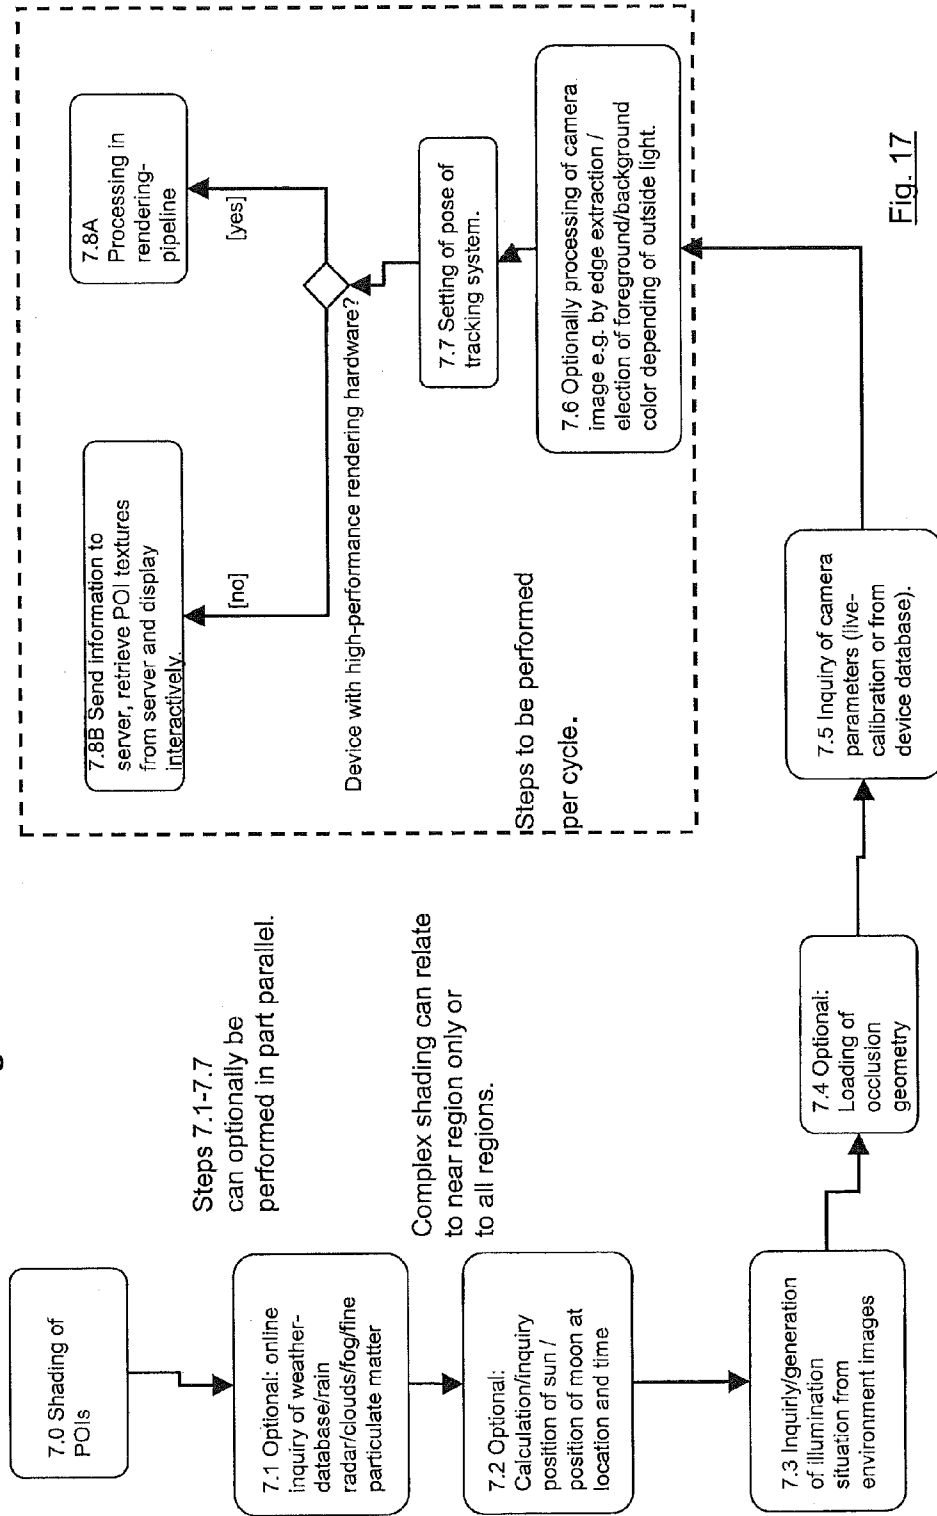 7.0 Shading of
POIs
7.1 Optional: online
inquiry of weather-
database/rain
radar/clouds/fog/fine
particulate matter
7.2 Optional:
Calculation/inquiry
position of sun /
position of moon at
location and time
7.3 Inquirly/generation
of illumination
situation from
environment images
Steps 7.1-7.7
can optionally be
performed in part parallel.
Complex shading can relate
to near region only or
to all regions.
7.4 Optional:
Loading of
occlusion
geometry
7.5 Inquiry of camera
parameters (live-
calibration or from
device database).
7.6 Optionally processing of camera
image e.g. by edge extraction /
election of foreground/background
color depending of outside light.
7.7 Setting of pose of
tracking system.
Device with high-performance rendering hardware?
[no]
[yes]
7.8B Send information to
server, retrieve POI textures
from server and display
interactively.
7.8A
Processing in
rendering-
pipeline
Steps to be performed
per cycle.
Fig. 17